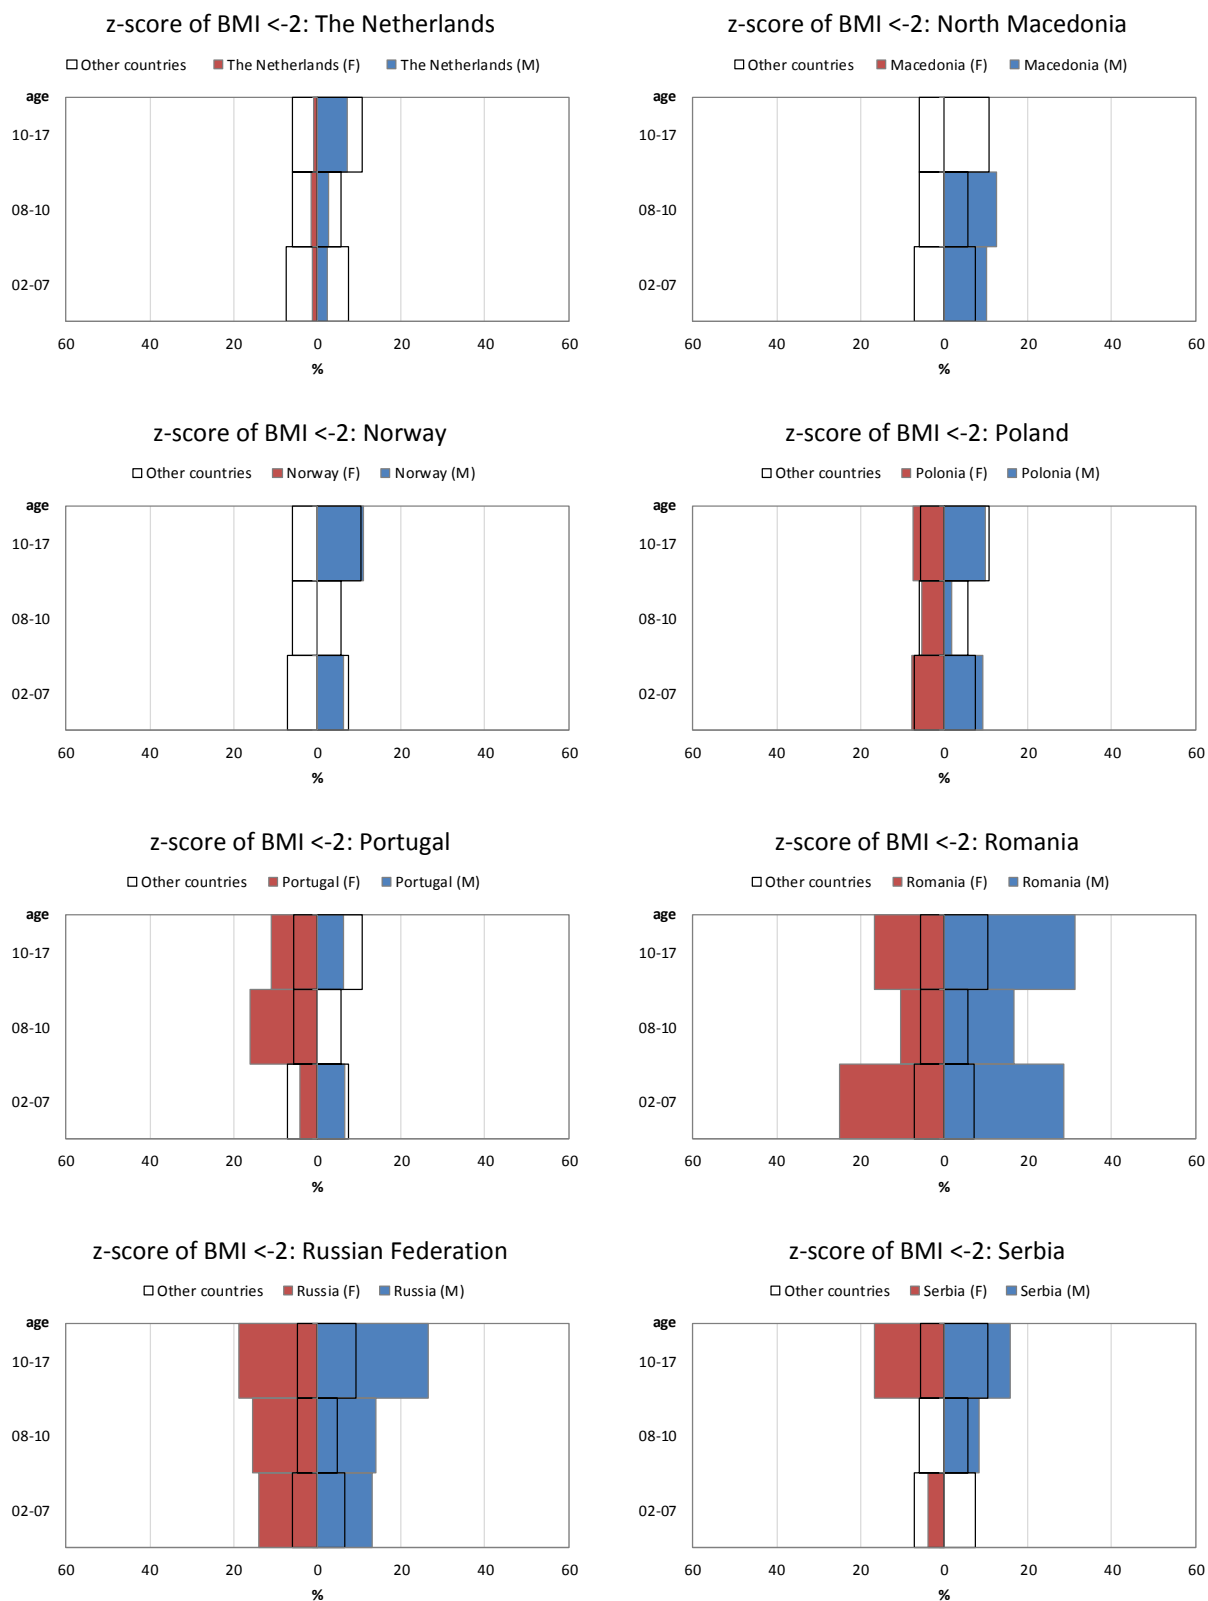 z-score of BMI <-2: The Netherlands
Other countries The Netherlands (F) The Netherlands (M)
age
10-17
08-10
02-07
60 40 20 0 20 40 60
%
z-score of BMI <-2: North Macedonia
Other countries Macedonia (F) Macedonia (M)
age
10-17
08-10
02-07
60 40 20 0 20 40 60
%
z-score of BMI <-2: Norway
Other countries Norway (F) Norway (M)
age
10-17
08-10
02-07
60 40 20 0 20 40 60
%
z-score of BMI <-2: Poland
Other countries Polonia (F) Polonia (M)
age
10-17
08-10
02-07
60 40 20 0 20 40 60
%
z-score of BMI <-2: Portugal
Other countries Portugal (F) Portugal (M)
age
10-17
08-10
02-07
60 40 20 0 20 40 60
%
z-score of BMI <-2: Romania
Other countries Romania (F) Romania (M)
age
10-17
08-10
02-07
60 40 20 0 20 40 60
%
z-score of BMI <-2: Russian Federation
Other countries Russia (F) Russia (M)
age
10-17
08-10
02-07
60 40 20 0 20 40 60
%
z-score of BMI <-2: Serbia
Other countries Serbia (F) Serbia (M)
age
10-17
08-10
02-07
60 40 20 0 20 40 60
%